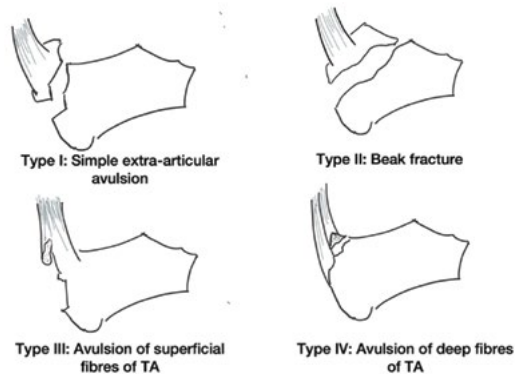 Type I: Simple extra-articular
avulsion
Type II: Beak fracture
Type III: Avulsion of superficial
fibres of TA
Type IV: Avulsion of deep fibres
of TA